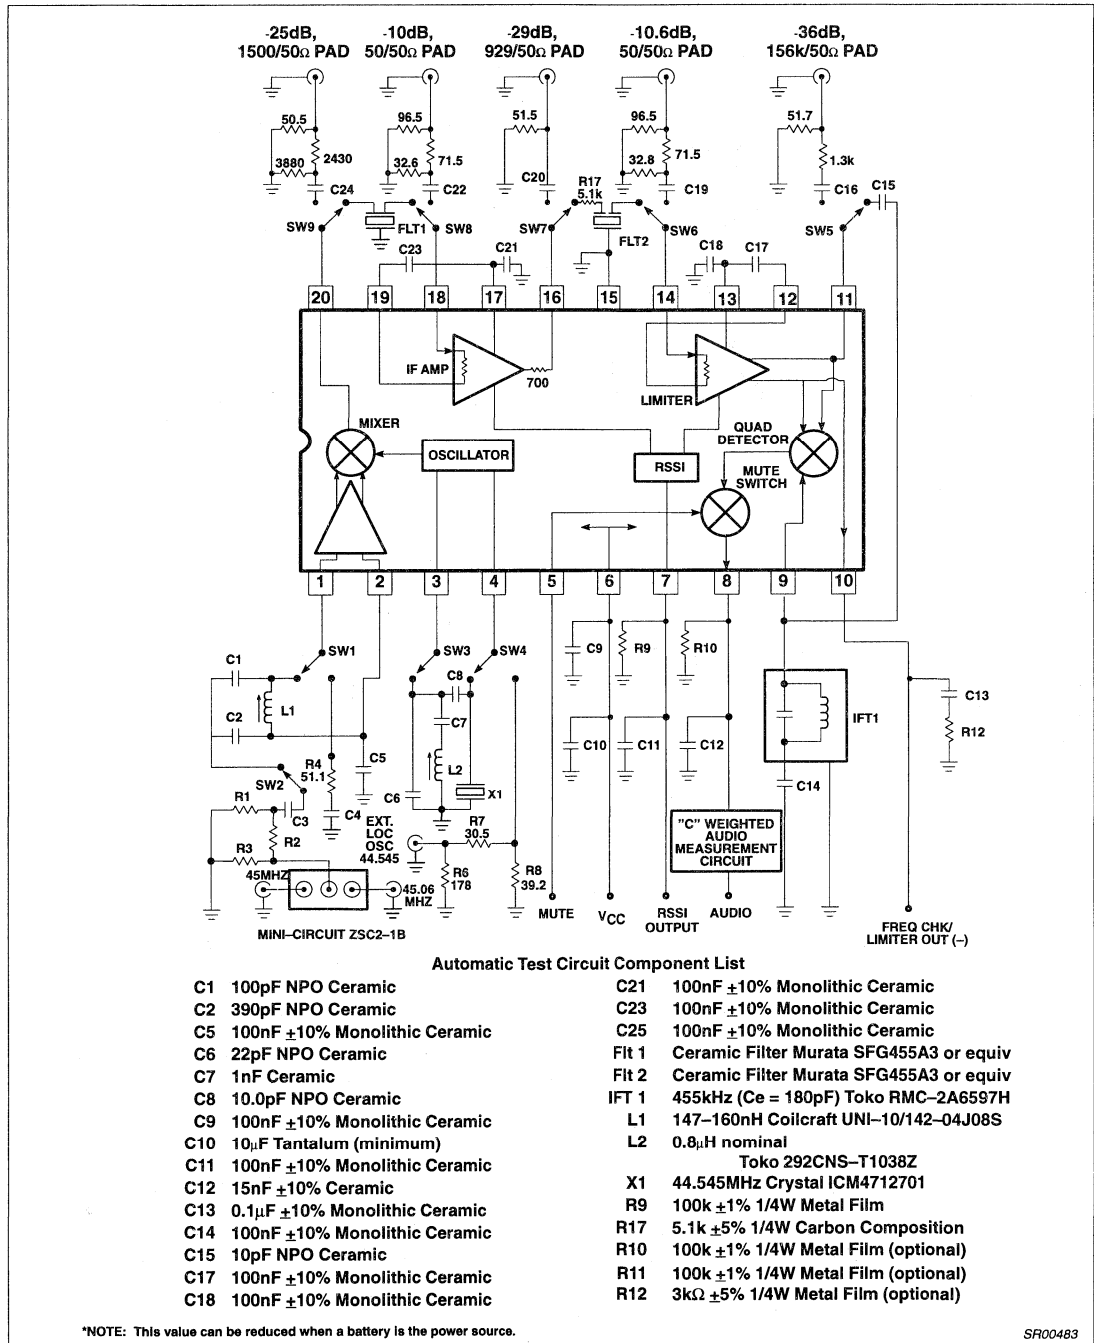 -25dB, -10dB, -29dB, -10.6dB, -36dB,
1500/50Ω PAD 50/50Ω PAD 929/50Ω PAD 50/50Ω PAD 156k/50Ω PAD
50.5 96.5 51.5 96.5 51.7
3880 2430 32.6 71.5 32.8 71.5 1.3k
C24 C22 C20 R17 5.1k C19 C16 C15
SW9 FLT1 SW8 SW7 FLT2 SW6 SW5
C23 C21 C18 C17
20 19 18 17 16 15 14 13 12 11
IF AMP 700 LIMITER
MIXER OSCILLATOR RSSI QUAD DETECTOR
MUTE SWITCH
1 2 3 4 5 6 7 8 9 10
SW1 SW3 SW4 C9 R9 R10
C1 L1 C8 C7 IFT1 C13
C2 L2 C10 C11 C12 R12
SW2 R4 51.1 C5 C6 X1 C14
R1 C3 C4 EXT. LOC OSC 44.545 R7 30.5
R2 R3 R6 178 R8 39.2
"C" WEIGHTED
AUDIO
MEASUREMENT
CIRCUIT
45MHZ 45.06 MHZ
MINI–CIRCUIT ZSC2–1B
MUTE VCC RSSI OUTPUT AUDIO FREQ CHK/ LIMITER OUT (–)
Automatic Test Circuit Component List
C1 100pF NPO Ceramic
C2 390pF NPO Ceramic
C5 100nF ±10% Monolithic Ceramic
C6 22pF NPO Ceramic
C7 1nF Ceramic
C8 10.0pF NPO Ceramic
C9 100nF ±10% Monolithic Ceramic
C10 10µF Tantalum (minimum)
C11 100nF ±10% Monolithic Ceramic
C12 15nF ±10% Ceramic
C13 0.1µF ±10% Monolithic Ceramic
C14 100nF ±10% Monolithic Ceramic
C15 10pF NPO Ceramic
C17 100nF ±10% Monolithic Ceramic
C18 100nF ±10% Monolithic Ceramic
C21 100nF ±10% Monolithic Ceramic
C23 100nF ±10% Monolithic Ceramic
C25 100nF ±10% Monolithic Ceramic
Flt 1 Ceramic Filter Murata SFG455A3 or equiv
Flt 2 Ceramic Filter Murata SFG455A3 or equiv
IFT 1 455kHz (Ce = 180pF) Toko RMC–2A6597H
L1 147–160nH Coilcraft UNI–10/142–04J08S
L2 0.8µH nominal
Toko 292CNS–T1038Z
X1 44.545MHz Crystal ICM4712701
R9 100k ±1% 1/4W Metal Film
R17 5.1k ±5% 1/4W Carbon Composition
R10 100k ±1% 1/4W Metal Film (optional)
R11 100k ±1% 1/4W Metal Film (optional)
R12 3kΩ ±5% 1/4W Metal Film (optional)
*NOTE: This value can be reduced when a battery is the power source.
SR00483